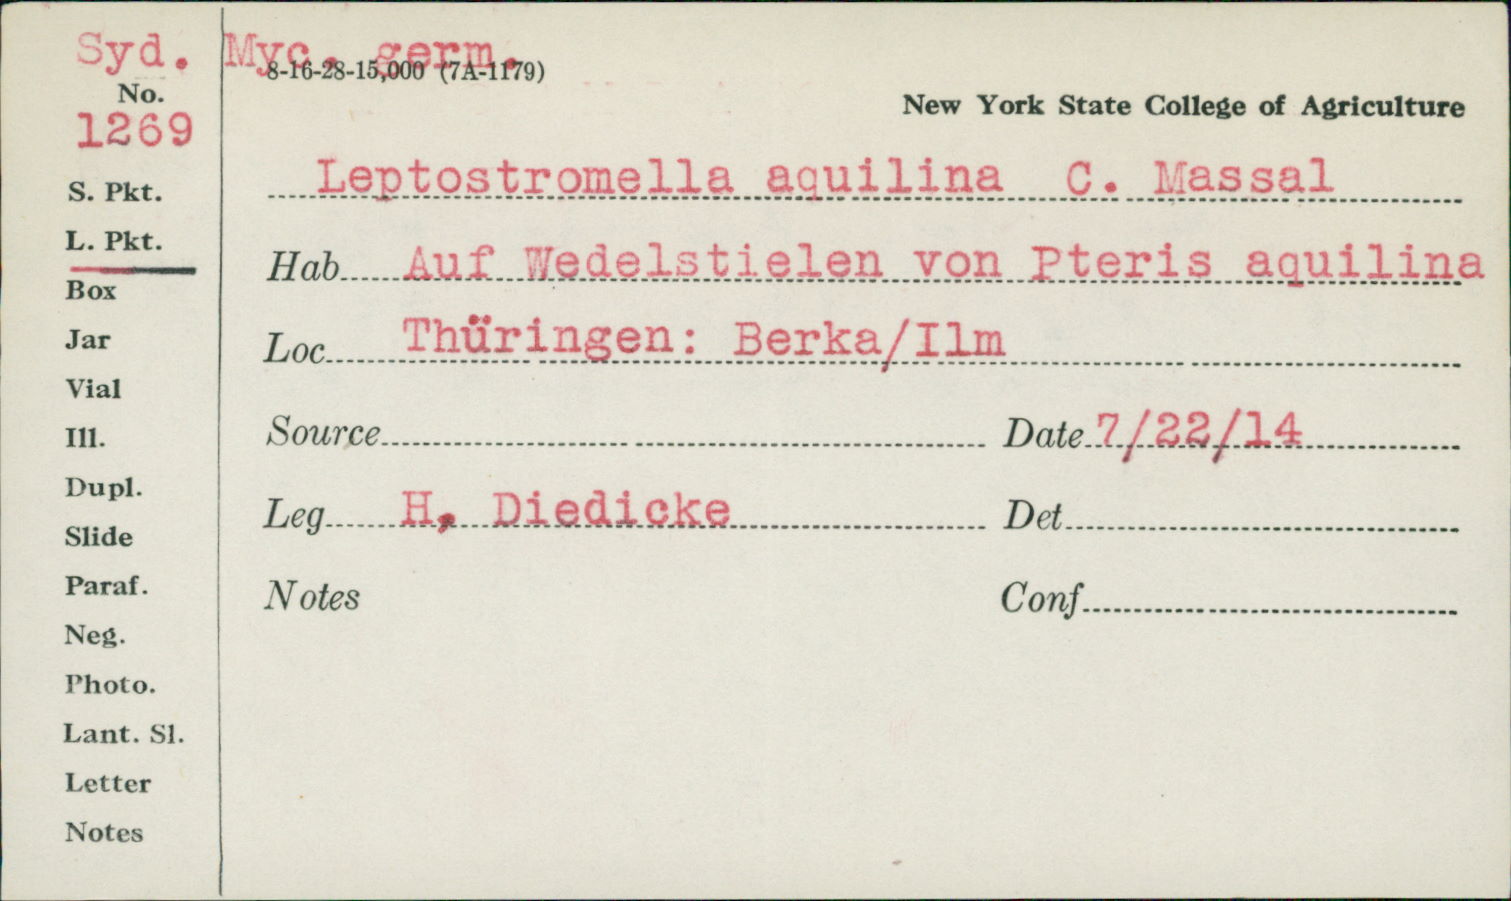 Syd. Myc. germ.
8-16-28-15,000 (7A-1179)
No.
1269
New York State College of Agriculture
S. Pkt.
L. Pkt.
Box
Jar
Vial
Ill.
Dupl.
Slide
Paraf.
Neg.
Photo.
Lant. Sl.
Letter
Notes
Leptostromella aquilina C. Massal
Hab Auf Wedelstielen von Pteris aquilina
Loc Thüringen: Berka/Ilm
Source Date 7/22/14
Leg H, Diedicke Det
Notes Conf